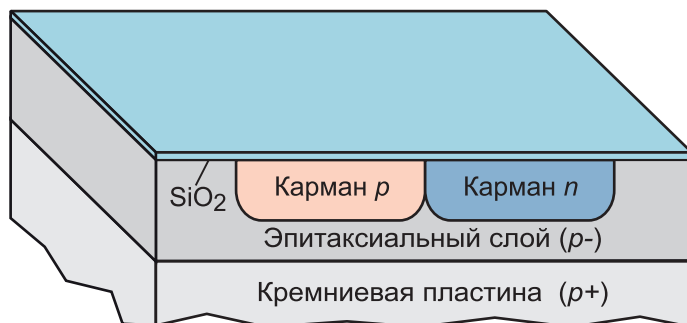 Карман p
Карман n
SiO2
Эпитаксиальный слой (p-)
Кремниевая пластина (p+)